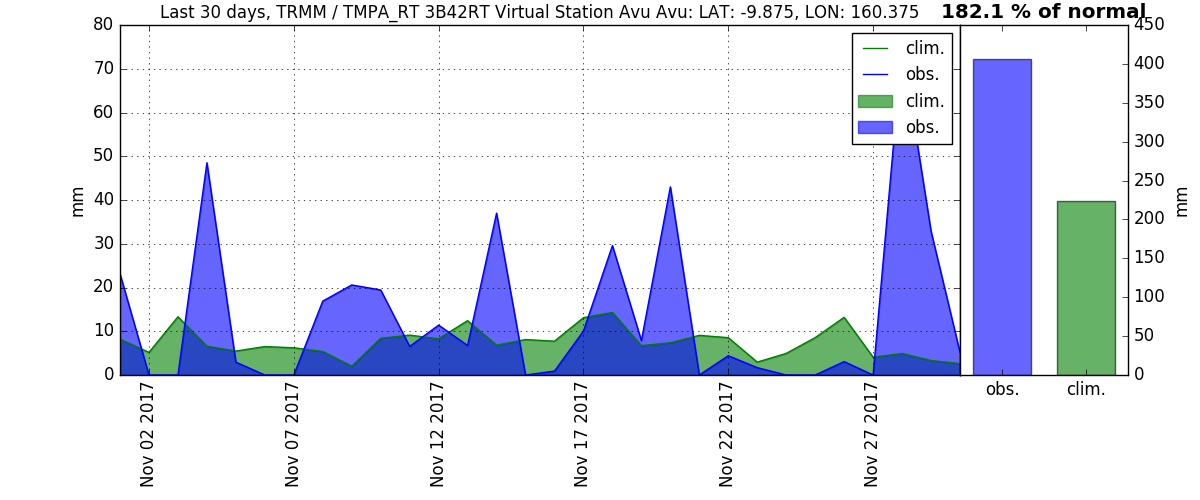 Last 30 days, TRMM / TMPA_RT 3B42RT Virtual Station Avu Avu: LAT: -9.875, LON: 160.375
182.1 % of normal
80
70
60
50
40
30
20
10
0
mm
clim.
obs.
clim.
obs.
450
400
350
300
250
200
150
100
50
0
mm
obs.
clim.
Nov 02 2017
Nov 07 2017
Nov 12 2017
Nov 17 2017
Nov 22 2017
Nov 27 2017